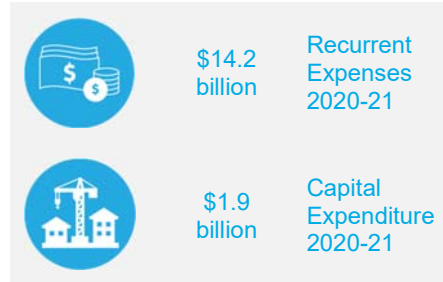 $14.2
billion
Recurrent
Expenses
2020-21
$1.9
billion
Capital
Expenditure
2020-21